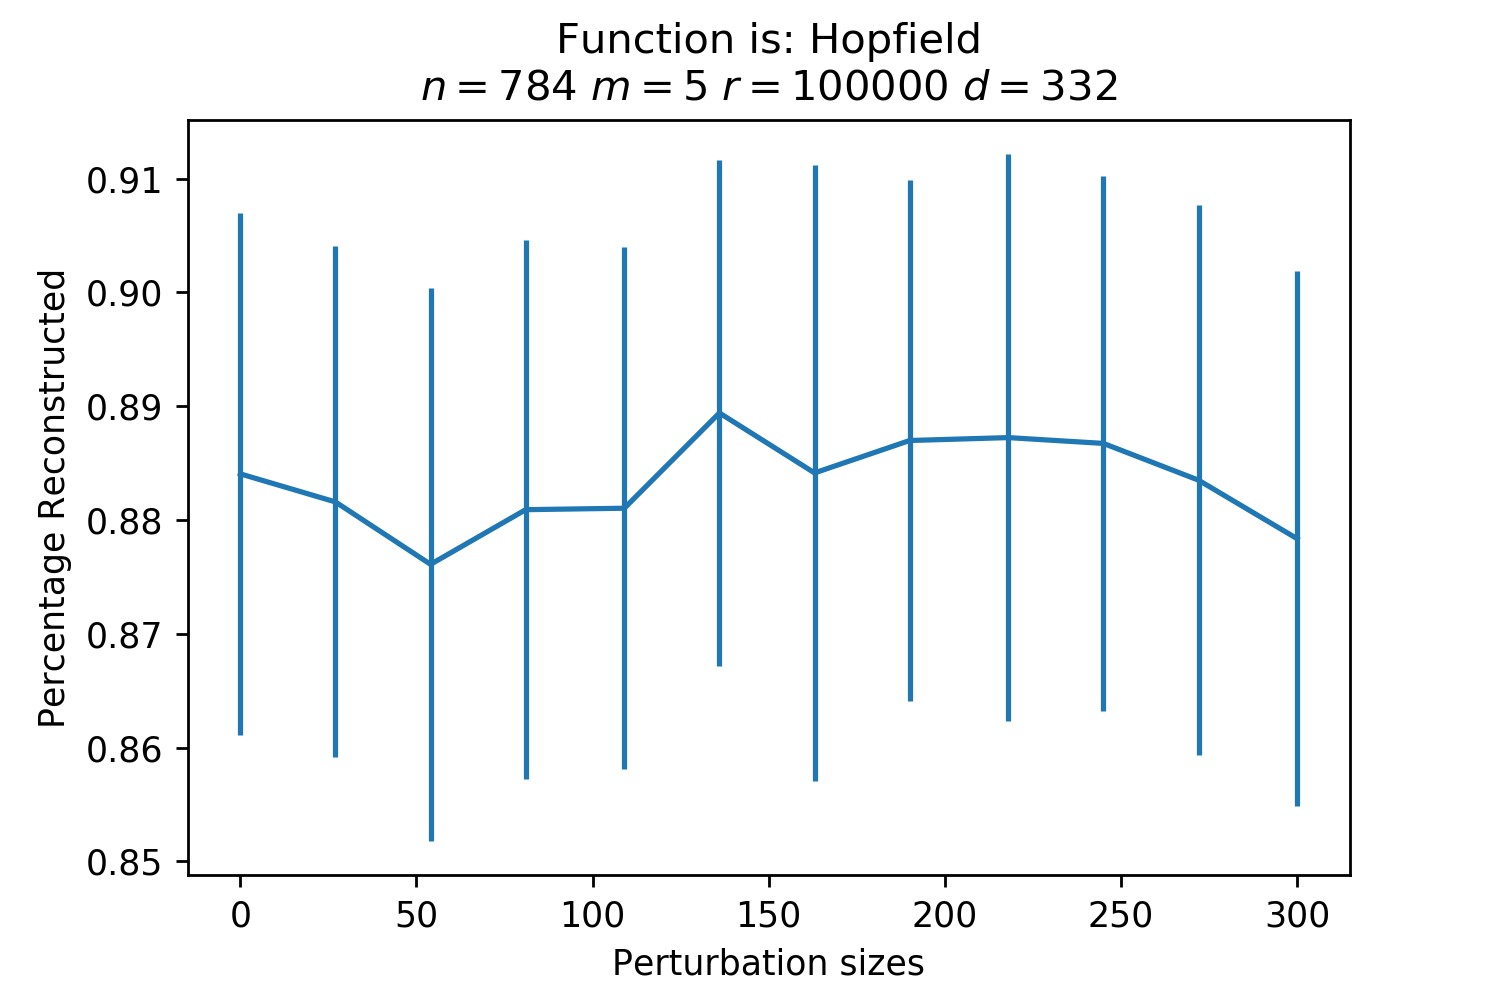 Function is: Hopfield
n = 784 m = 5 r = 100000 d = 332
0.91
0.90
0.89
0.88
0.87
0.86
0.85
Percentage Reconstructed
0 50 100 150 200 250 300
Perturbation sizes